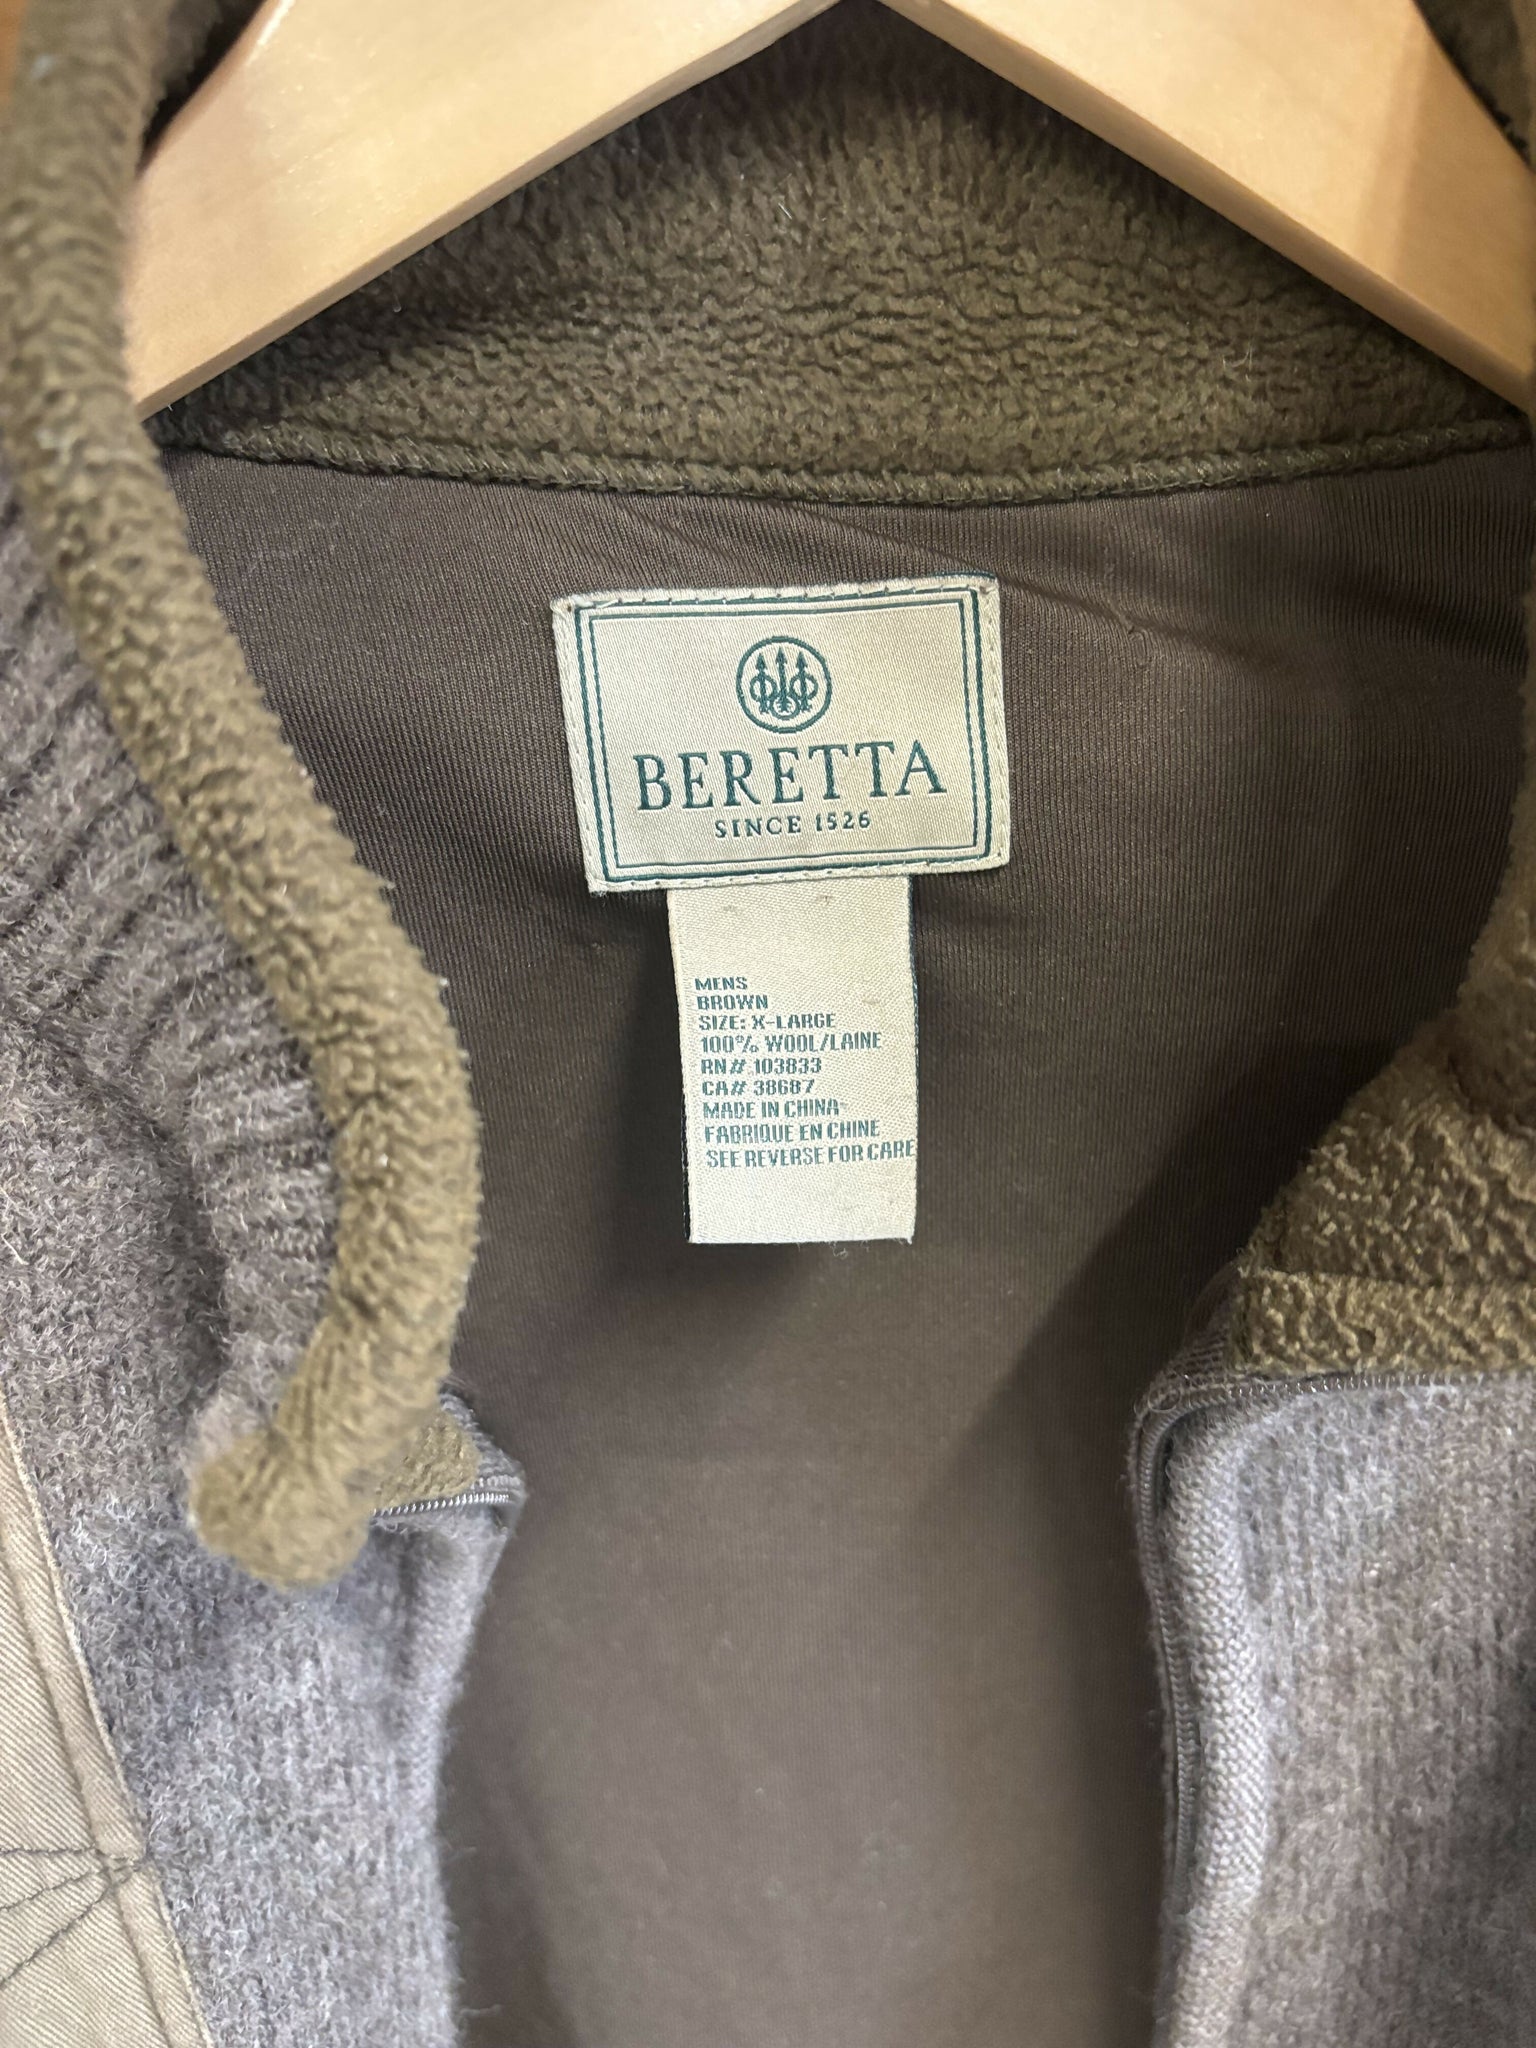 BERETTA
SINCE 1526
MENS
BROWN
SIZE: X-LARGE
100% WOOL/LAINE
RN# 103833
CA# 38687
MADE IN CHINA
FABRIQUE EN CHINE
SEE REVERSE FOR CARE